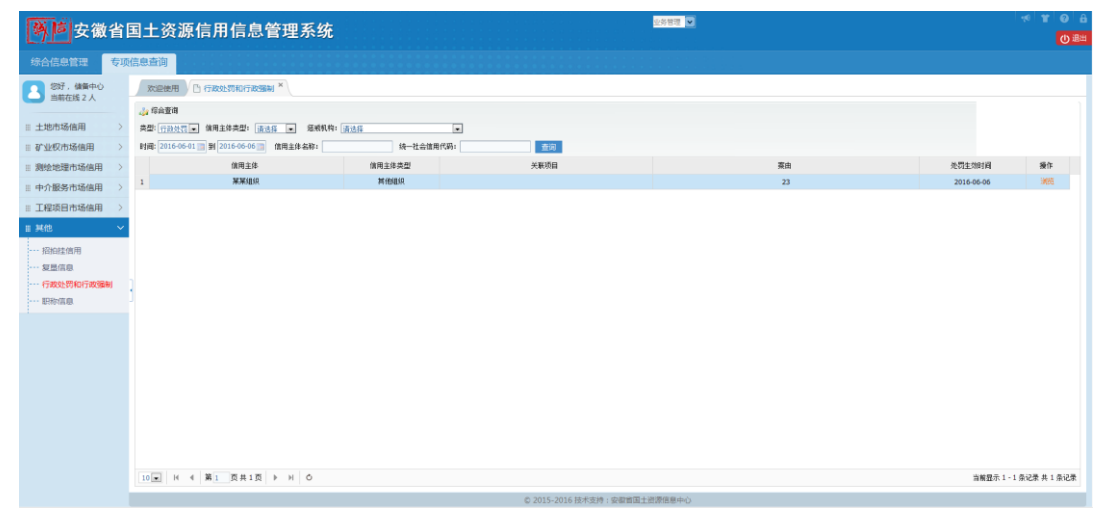 诚信 安徽省国土资源信用信息管理系统
业务管理
退出
综合信息管理 专项信息查询
您好，储备中心
当前在线 2 人
欢迎使用 行政处罚和行政强制 ×
综合查询
类型: 行政处罚 信用主体类型: 请选择 惩戒机构: 请选择
时间: 2016-06-01 到 2016-06-06 信用主体名称: 统一社会信用代码: 查询
信用主体 信用主体类型 关联项目 案由 处罚生效时间 操作
1 某某组织 其他组织 23 2016-06-06
土地市场信用
矿业权市场信用
测绘地理市场信用
中介服务市场信用
工程项目市场信用
其他
招拍挂信用
复垦信息
行政处罚和行政强制
职称信息
10 第 1 页共 1 页
当前显示 1 - 1 条记录 共 1 条记录
© 2015-2016 技术支持：安徽省国土资源信息中心